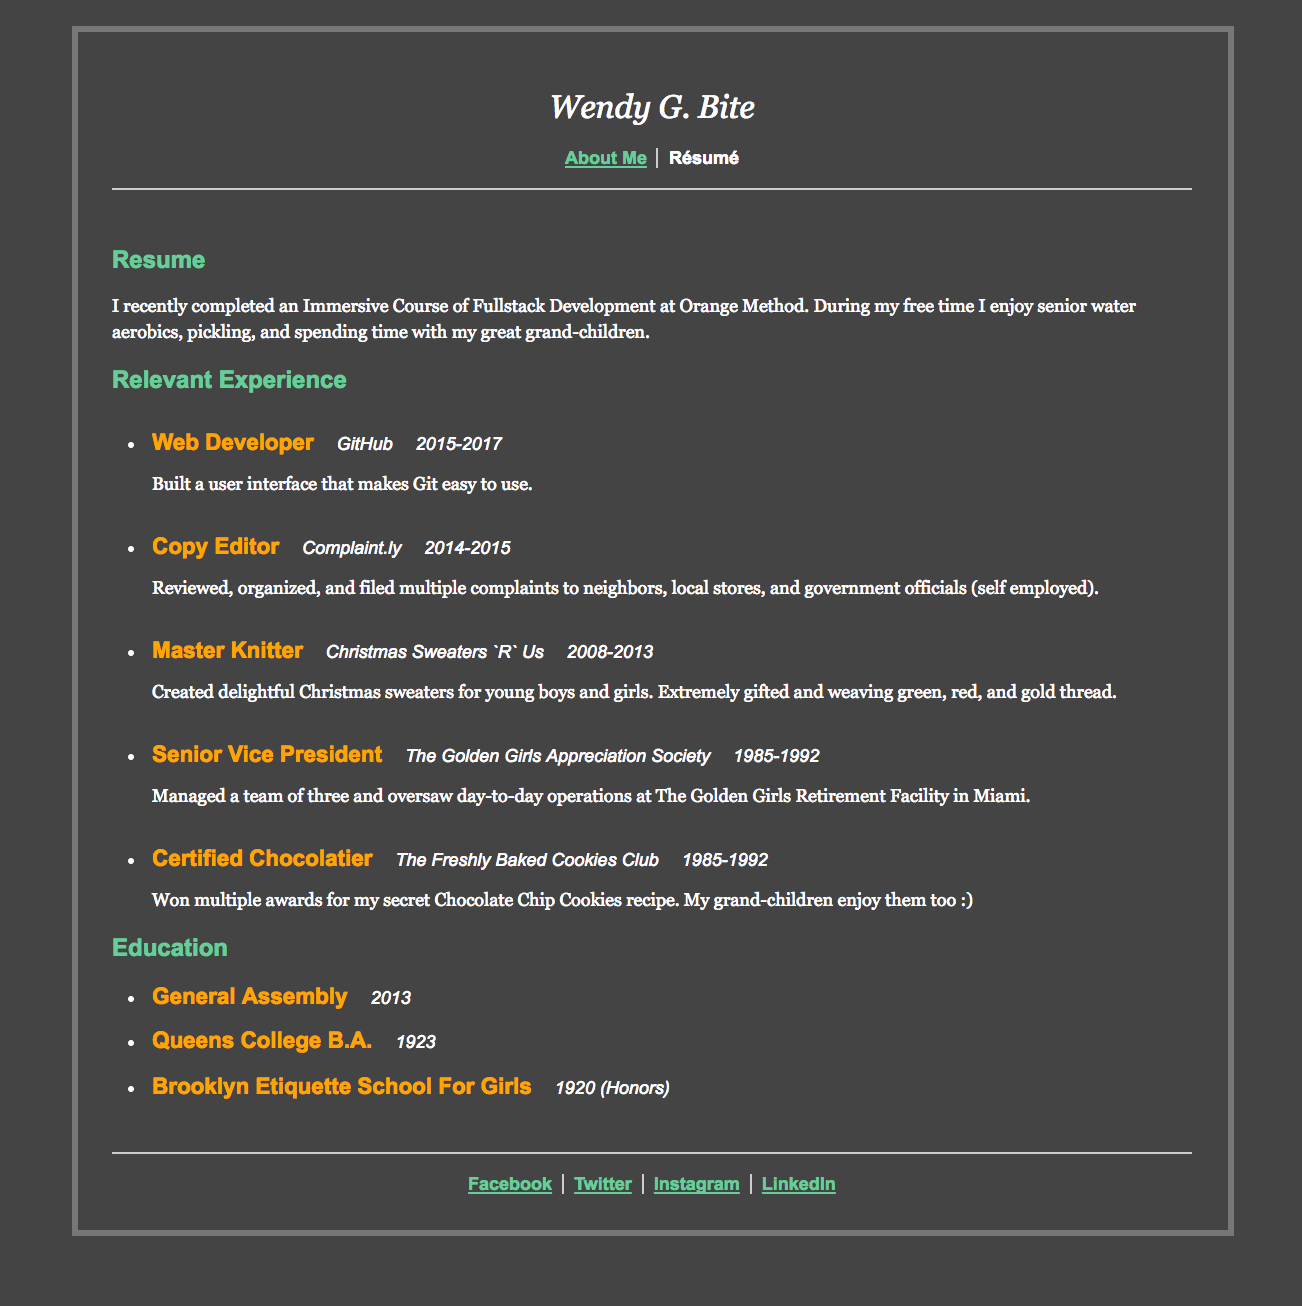 Wendy G. Bite
About Me | Résumé
Resume
I recently completed an Immersive Course of Fullstack Development at Orange Method. During my free time I enjoy senior water
aerobics, pickling, and spending time with my great grand-children.
Relevant Experience
• Web Developer GitHub 2015-2017
Built a user interface that makes Git easy to use.
• Copy Editor Complaint.ly 2014-2015
Reviewed, organized, and filed multiple complaints to neighbors, local stores, and government officials (self employed).
• Master Knitter Christmas Sweaters `R` Us 2008-2013
Created delightful Christmas sweaters for young boys and girls. Extremely gifted and weaving green, red, and gold thread.
• Senior Vice President The Golden Girls Appreciation Society 1985-1992
Managed a team of three and oversaw day-to-day operations at The Golden Girls Retirement Facility in Miami.
• Certified Chocolatier The Freshly Baked Cookies Club 1985-1992
Won multiple awards for my secret Chocolate Chip Cookies recipe. My grand-children enjoy them too :)
Education
• General Assembly 2013
• Queens College B.A. 1923
• Brooklyn Etiquette School For Girls 1920 (Honors)
Facebook | Twitter | Instagram | LinkedIn